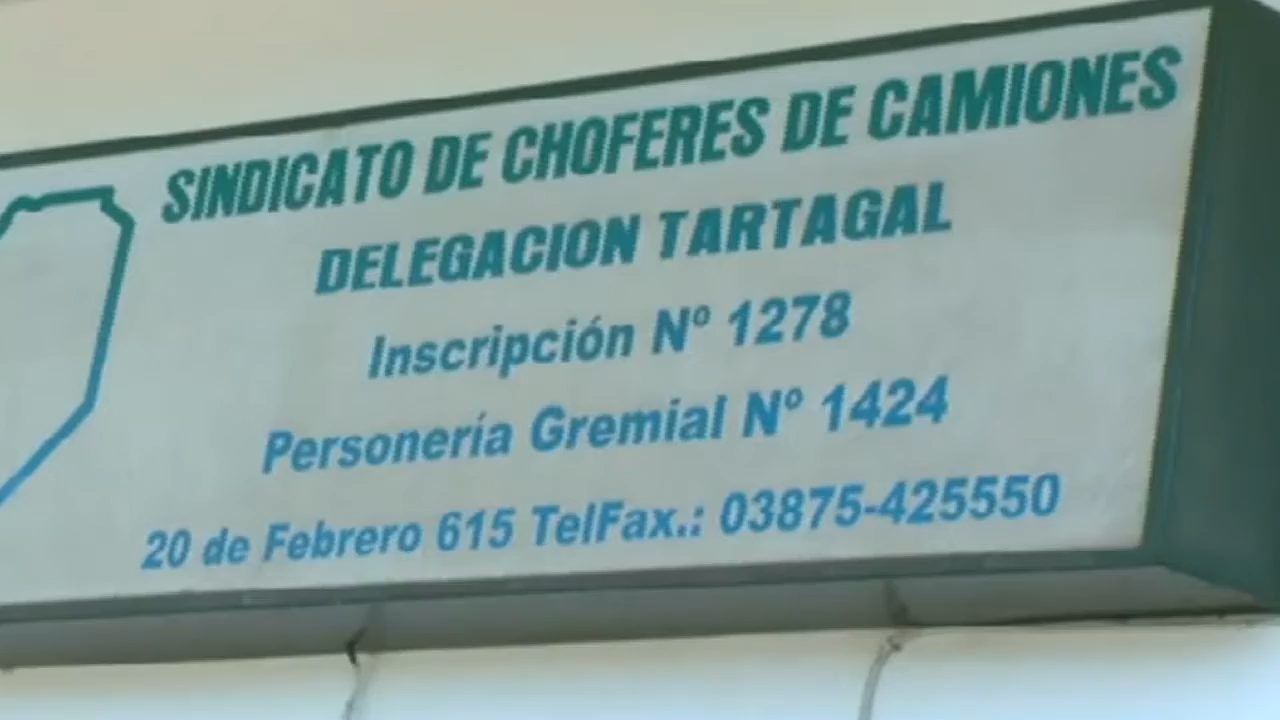 SINDICATO DE CHOFERES DE CAMIONES
DELEGACION TARTAGAL
Inscripción Nº 1278
Personería Gremial Nº 1424
20 de Febrero 615 TelFax.: 03875-425550